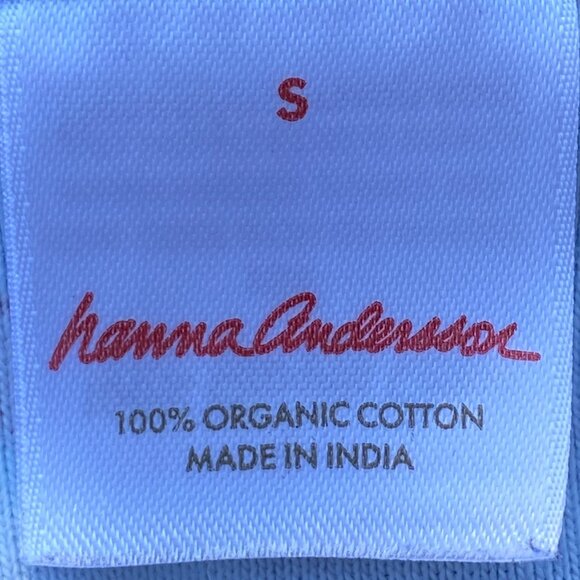 S
hanna Andersson
100% ORGANIC COTTON
MADE IN INDIA